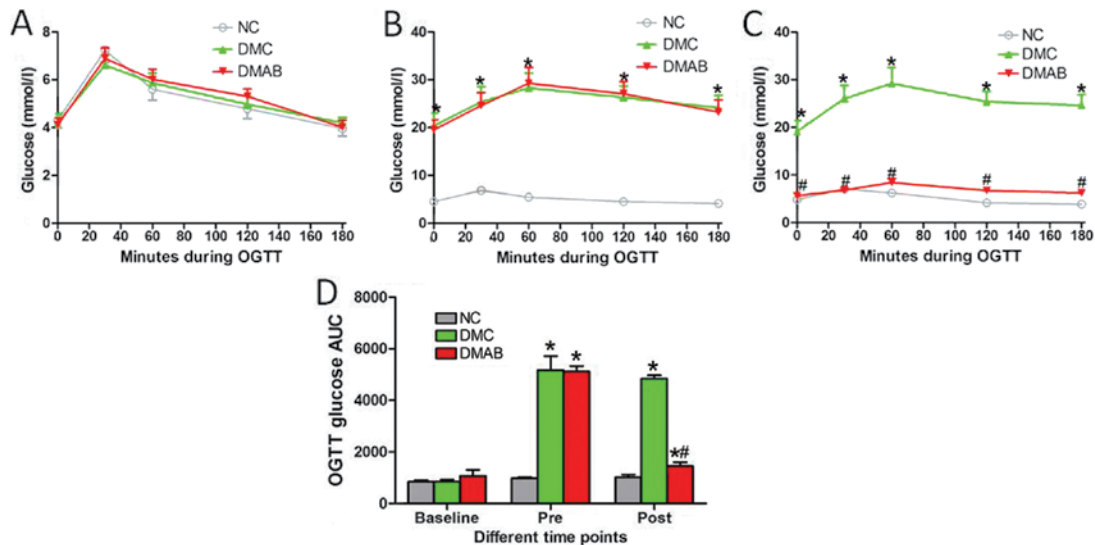 A
NC
DMC
DMAB
Glucose (mmol/l)
8
6
4
2
0
0 20 40 60 80 100 120 140 160 180
Minutes during OGTT
B
NC
DMC
DMAB
Glucose (mmol/l)
40
30
20
10
0
* * * * *
0 20 40 60 80 100 120 140 160 180
Minutes during OGTT
C
NC
DMC
DMAB
Glucose (mmol/l)
40
30
20
10
0
* * * * *
# # # # #
0 20 40 60 80 100 120 140 160 180
Minutes during OGTT
D
NC
DMC
DMAB
OGTT glucose AUC
8000
6000
4000
2000
0
* * * *#
Baseline Pre Post
Different time points